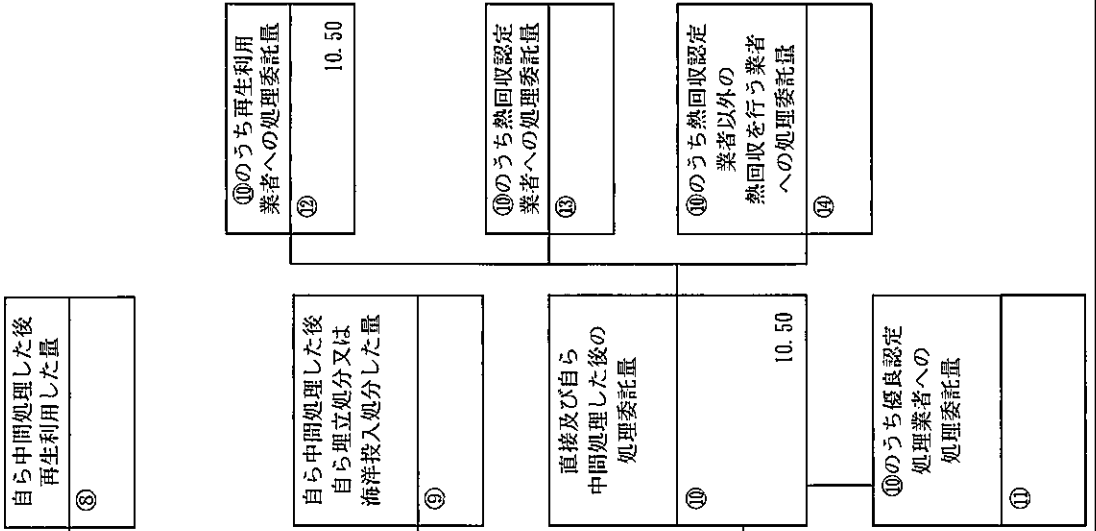 自ら中間処理した後
再生利用した量
⑧
自ら中間処理した後
自ら埋立処分又は
海洋投入処分した量
⑨
直接及び自ら
中間処理した後の
処理委託量
⑩
10.50
⑩のうち優良認定
処理業者への
処理委託量
⑪
⑩のうち再生利用
業者への処理委託量
⑫
10.50
⑩のうち熱回収認定
業者への処理委託量
⑬
⑩のうち熱回収認定
業者以外の
熱回収を行う業者
への処理委託量
⑭